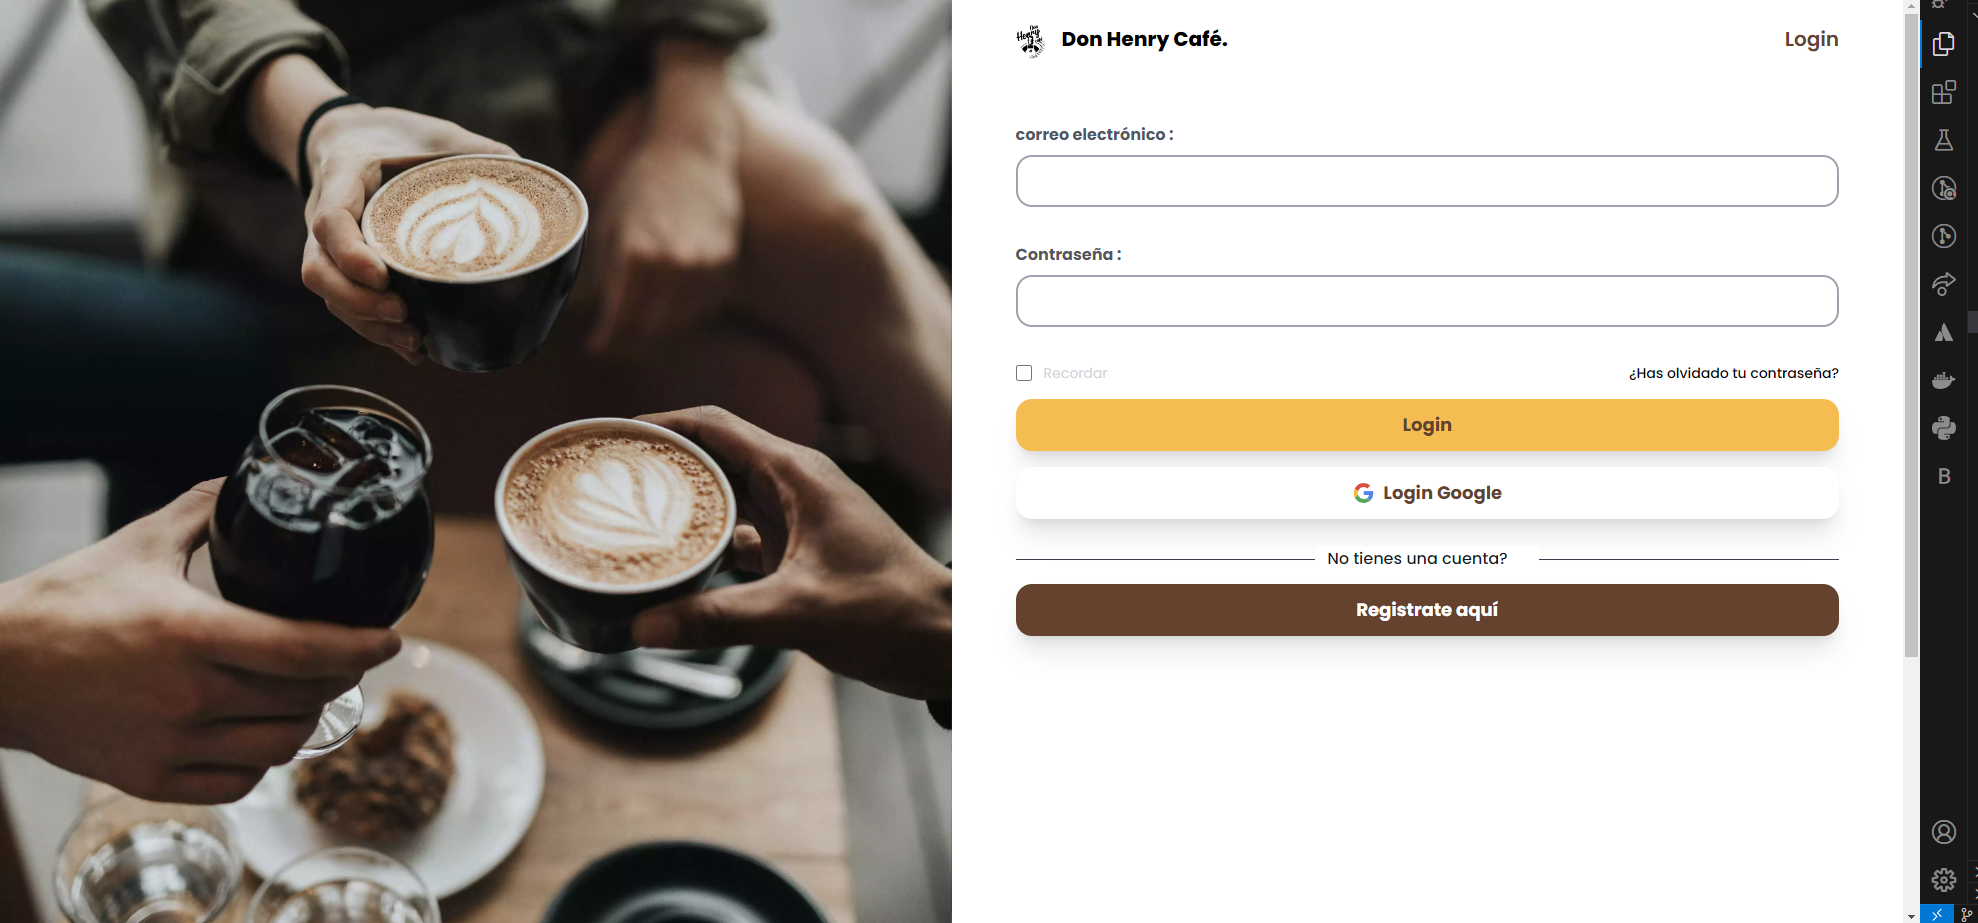 Don Henry Café.
Login
correo electrónico :
Contraseña :
Recordar
¿Has olvidado tu contraseña?
Login
Login Google
No tienes una cuenta?
Registrate aquí